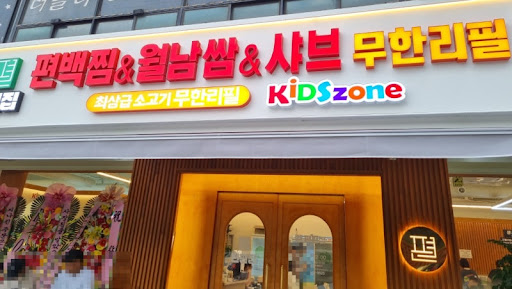 편백찜&월남쌈&샤브 무한리필
최상급 소고기 무한리필
KiDSzone
편